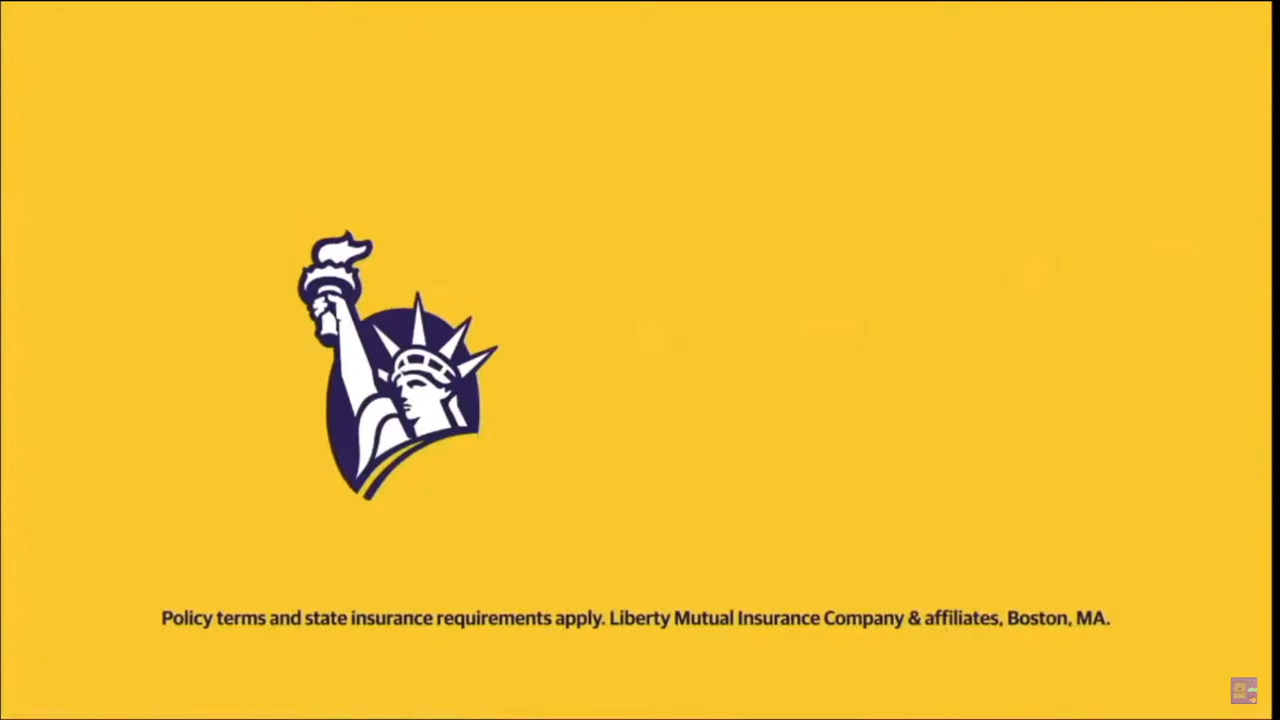 Policy terms and state insurance requirements apply. Liberty Mutual Insurance Company & affiliates, Boston, MA.